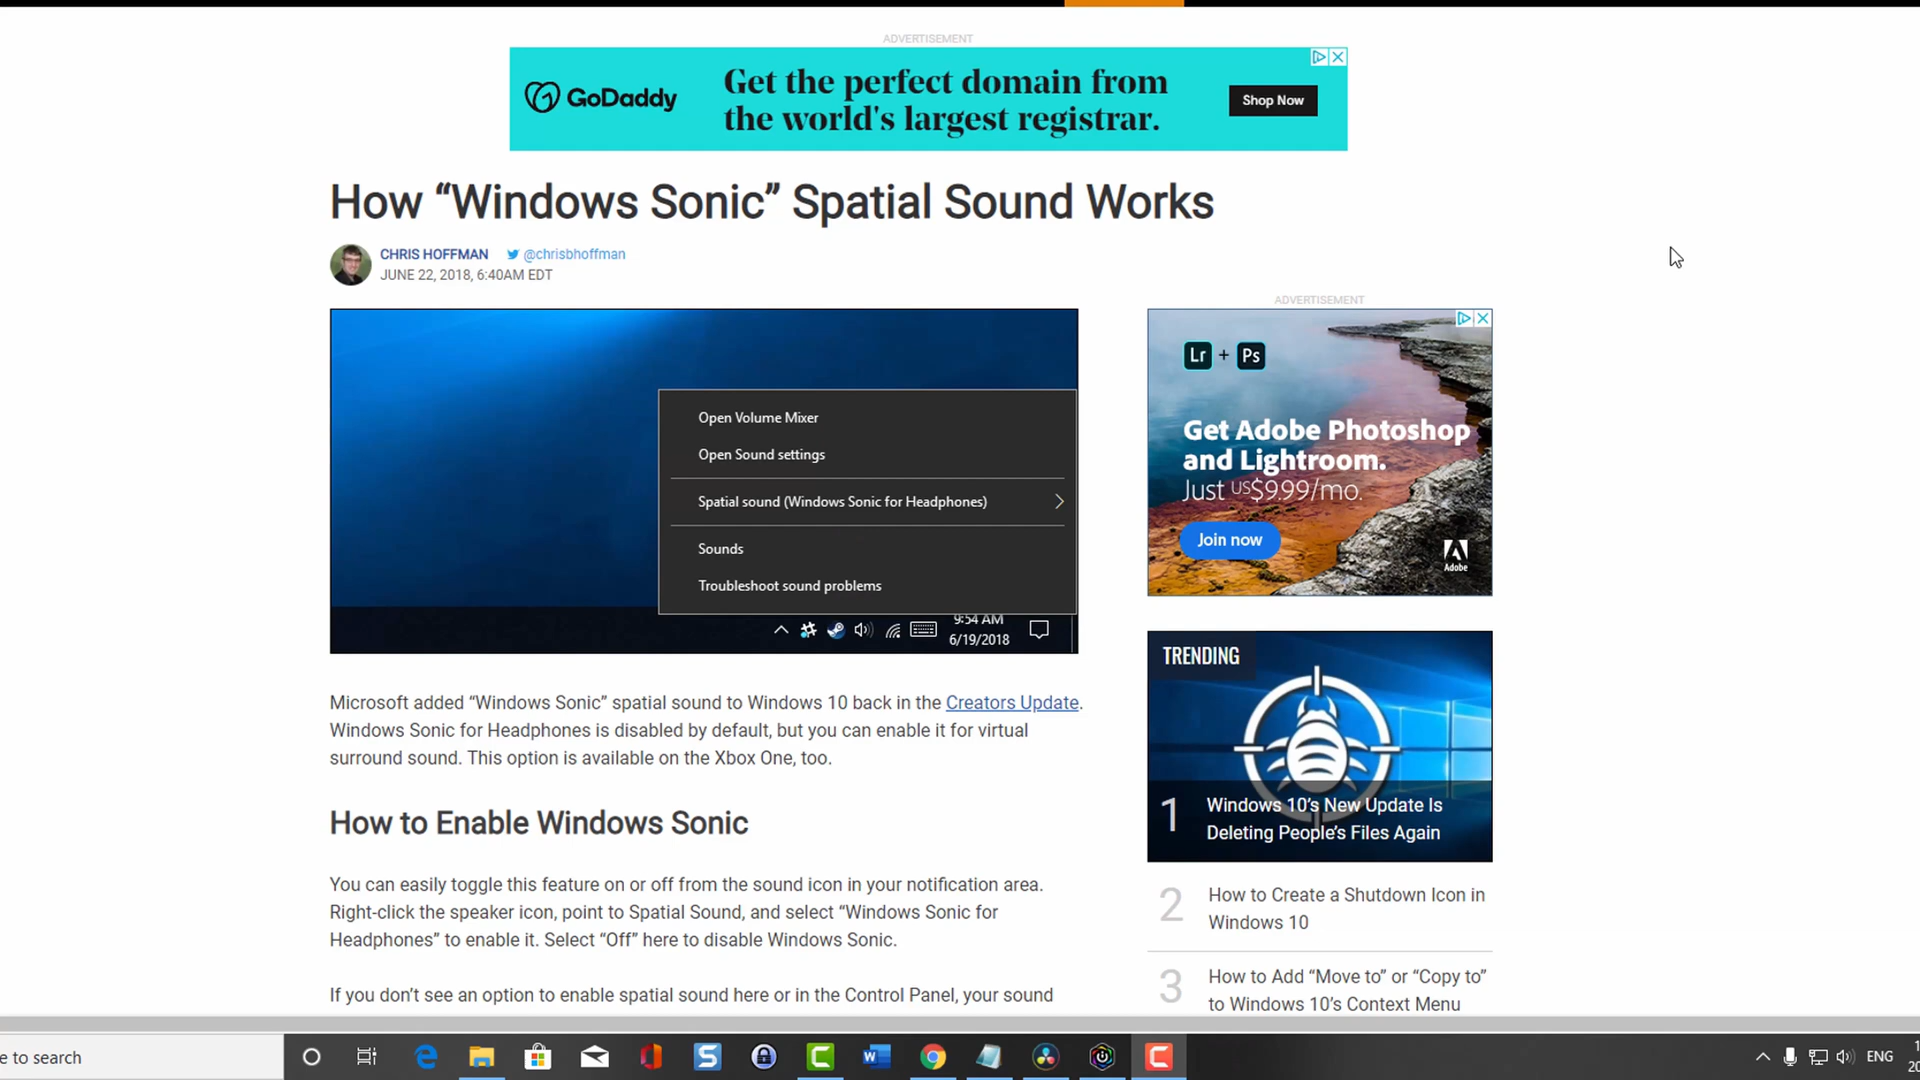 ADVERTISEMENT
GoDaddy
Get the perfect domain from
the world's largest registrar.
Shop Now
How “Windows Sonic” Spatial Sound Works
CHRIS HOFFMAN @chrisbhoffman
JUNE 22, 2018, 6:40AM EDT
Open Volume Mixer
Open Sound settings
Spatial sound (Windows Sonic for Headphones)
Sounds
Troubleshoot sound problems
9:54 AM
6/19/2018
Microsoft added “Windows Sonic” spatial sound to Windows 10 back in the Creators Update.
Windows Sonic for Headphones is disabled by default, but you can enable it for virtual
surround sound. This option is available on the Xbox One, too.
How to Enable Windows Sonic
You can easily toggle this feature on or off from the sound icon in your notification area.
Right-click the speaker icon, point to Spatial Sound, and select “Windows Sonic for
Headphones” to enable it. Select “Off” here to disable Windows Sonic.
If you don’t see an option to enable spatial sound here or in the Control Panel, your sound
ADVERTISEMENT
Lr + Ps
Get Adobe Photoshop
and Lightroom.
Just US$9.99/mo.
Join now
Adobe
TRENDING
1 Windows 10’s New Update Is
Deleting People’s Files Again
2 How to Create a Shutdown Icon in
Windows 10
3 How to Add “Move to” or “Copy to”
to Windows 10’s Context Menu
e to search
ENG